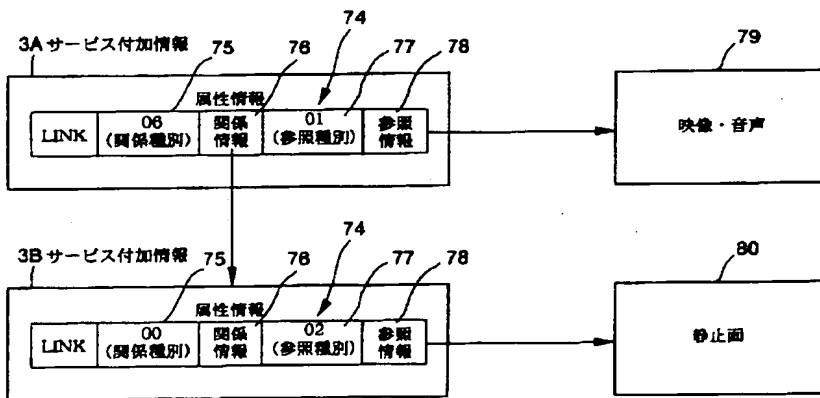 74
75 76 77 78 79
3A サービス付加情報
属性情報
LINK 06 (関係種別) 関係情報 01 (参照種別) 参照情報
映像・音声
74
75 76 77 78 80
3B サービス付加情報
属性情報
LINK 00 (関係種別) 関係情報 02 (参照種別) 参照情報
静止画